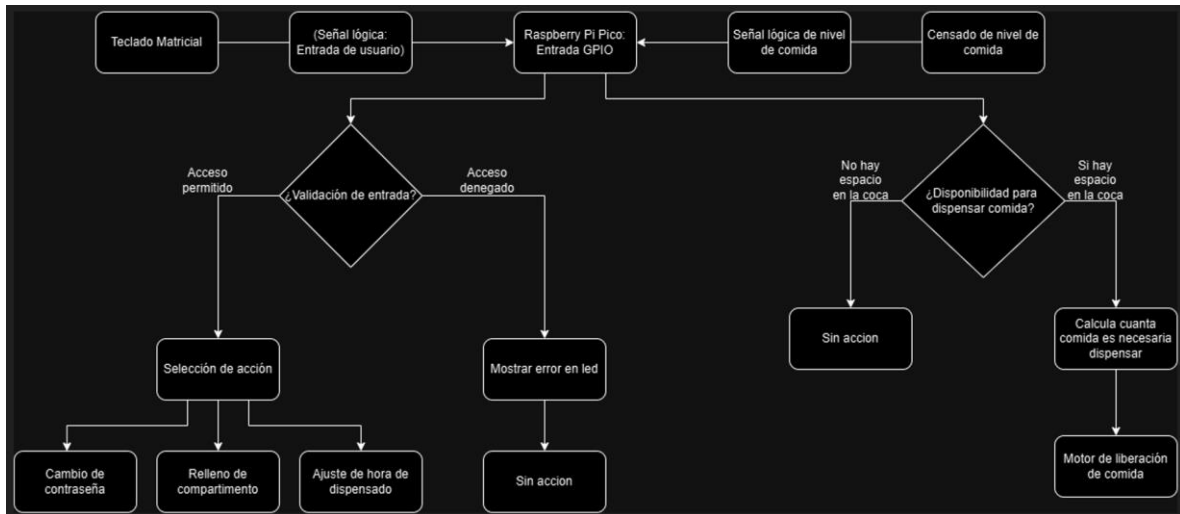 Teclado Matricial
(Señal lógica:
Entrada de usuario)
Raspberry Pi Pico:
Entrada GPIO
Señal lógica de nivel
de comida
Censado de nivel de
comida
Acceso
permitido
¿Validación de entrada?
Acceso
denegado
No hay
espacio
en la coca
¿Disponibilidad para
dispensar comida?
Si hay
espacio
en la coca
Selección de acción
Mostrar error en led
Sin accion
Calcula cuanta
comida es necesaria
dispensar
Cambio de
contraseña
Relleno de
compartimento
Ajuste de hora de
dispensado
Sin accion
Motor de liberación
de comida